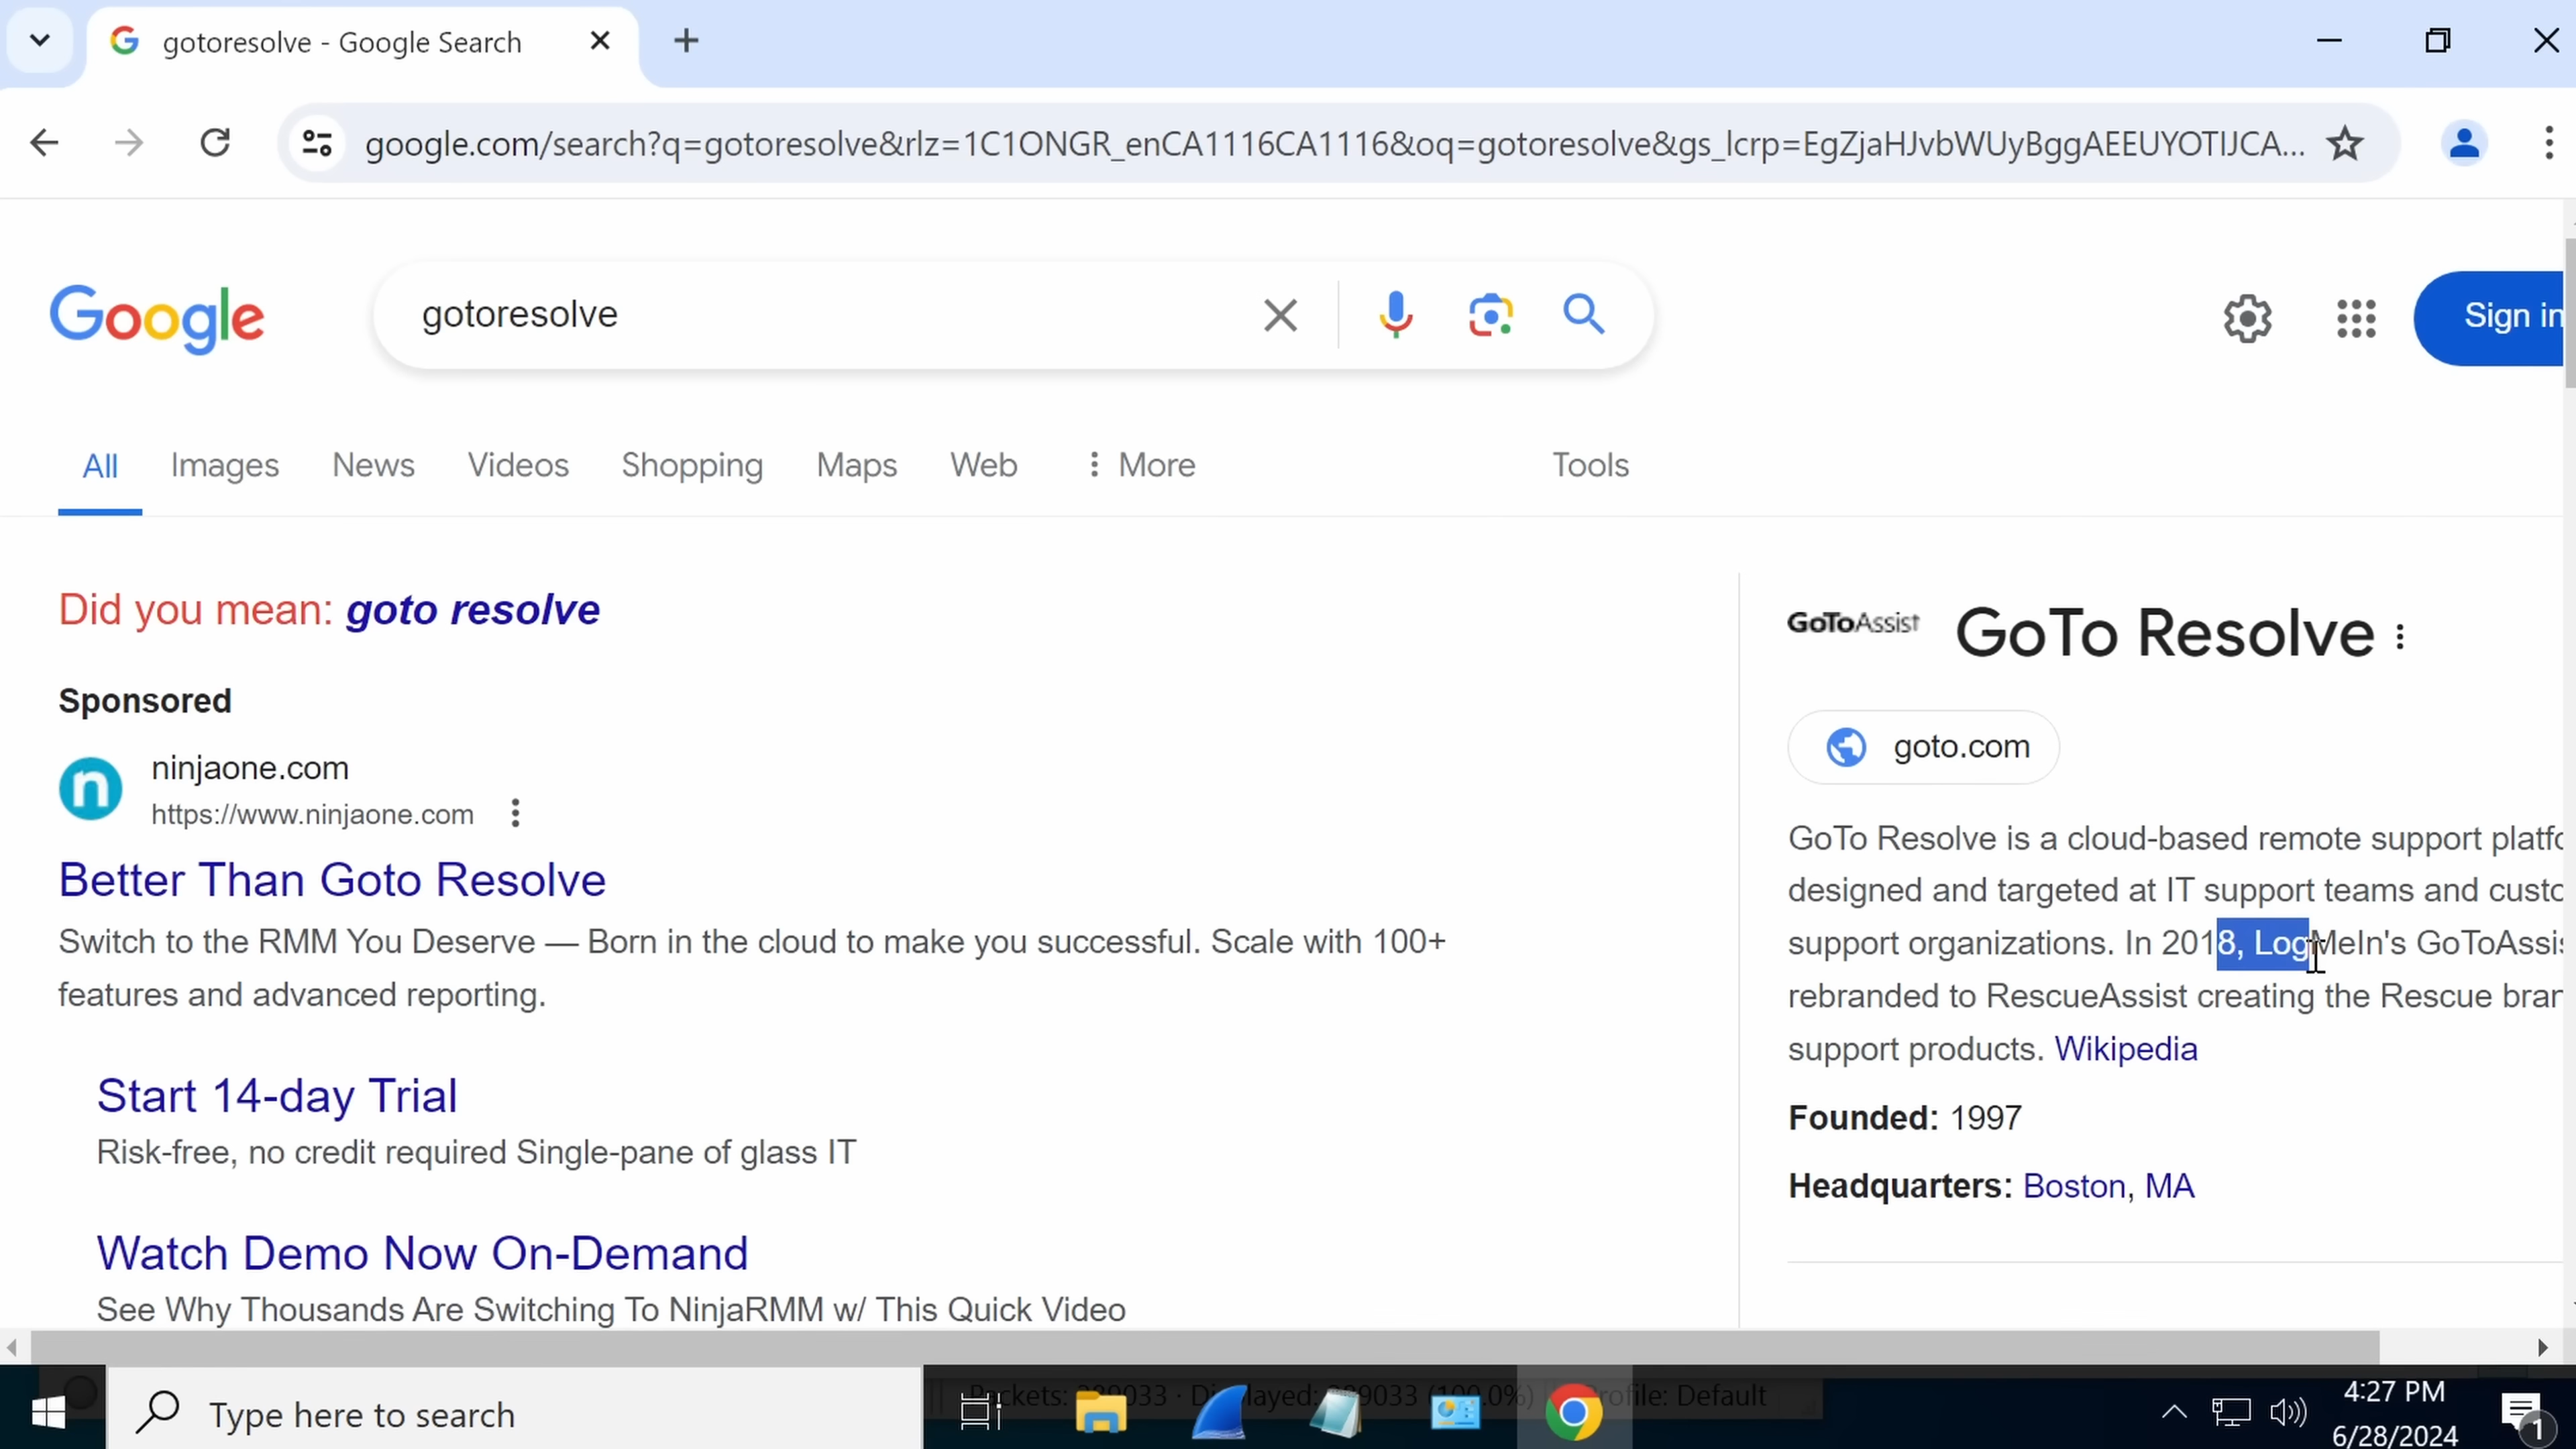 gotoresolve - Google Search
google.com/search?q=gotoresolve&rlz=1C1ONGR_enCA1116CA1116&oq=gotoresolve&gs_lcrp=EgZjaHJvbWUyBggAEEUYOTIJCA...
Google
gotoresolve
Sign in
All Images News Videos Shopping Maps Web More Tools
Did you mean: goto resolve
Sponsored
ninjaone.com
https://www.ninjaone.com
Better Than Goto Resolve
Switch to the RMM You Deserve — Born in the cloud to make you successful. Scale with 100+
features and advanced reporting.
Start 14-day Trial
Risk-free, no credit required Single-pane of glass IT
Watch Demo Now On-Demand
See Why Thousands Are Switching To NinjaRMM w/ This Quick Video
GoToAssist GoTo Resolve
goto.com
GoTo Resolve is a cloud-based remote support platfo
designed and targeted at IT support teams and custo
support organizations. In 2018, LogMeIn's GoToAssis
rebranded to RescueAssist creating the Rescue bran
support products. Wikipedia
Founded: 1997
Headquarters: Boston, MA
Type here to search
Displayed: (100.0%) Profile: Default
4:27 PM
6/28/2024
1